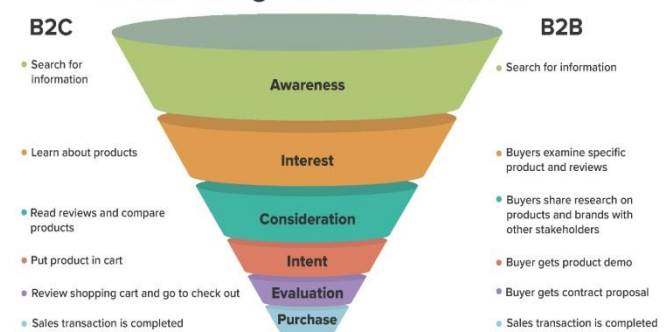 B2C
B2B
Search for
information
Awareness
Search for information
Learn about products
Interest
Buyers examine specific
product and reviews
Read reviews and compare
products
Consideration
Buyers share research on
products and brands with
other stakeholders
Put product in cart
Intent
Buyer gets product demo
Review shopping cart and go to check out
Evaluation
Buyer gets contract proposal
Sales transaction is completed
Purchase
Sales transaction is completed